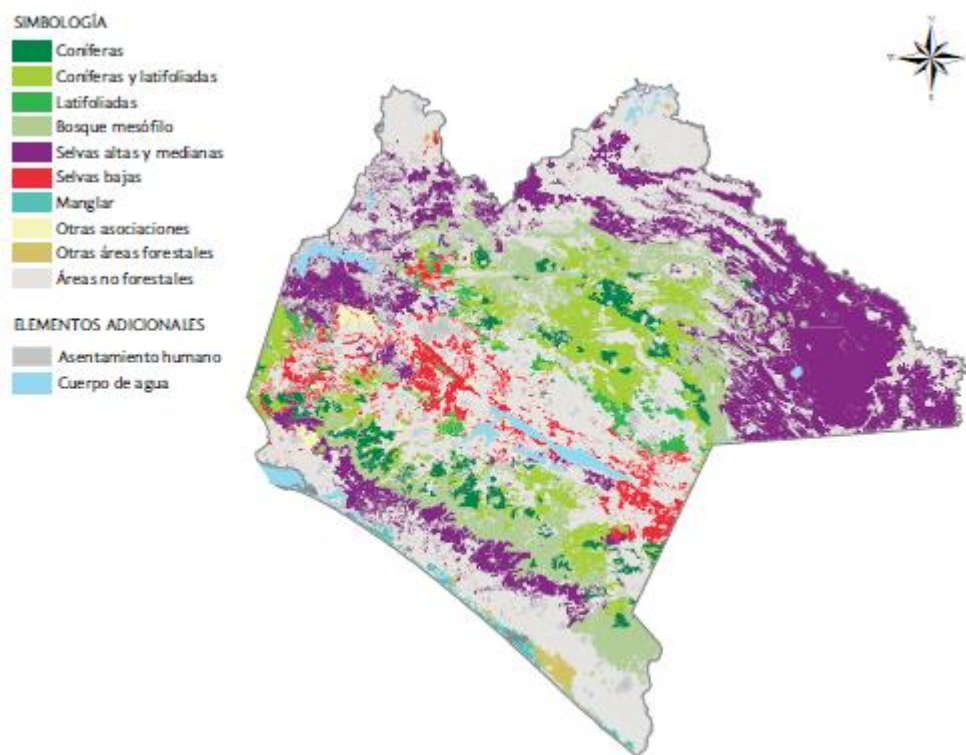 SIMBOLOGÍA
Coníferas
Coníferas y latifoliadas
Latifoliadas
Bosque mesófilo
Selvas altas y medianas
Selvas bajas
Manglar
Otras asociaciones
Otras áreas forestales
Áreas no forestales
ELEMENTOS ADICIONALES
Asentamiento humano
Cuerpo de agua